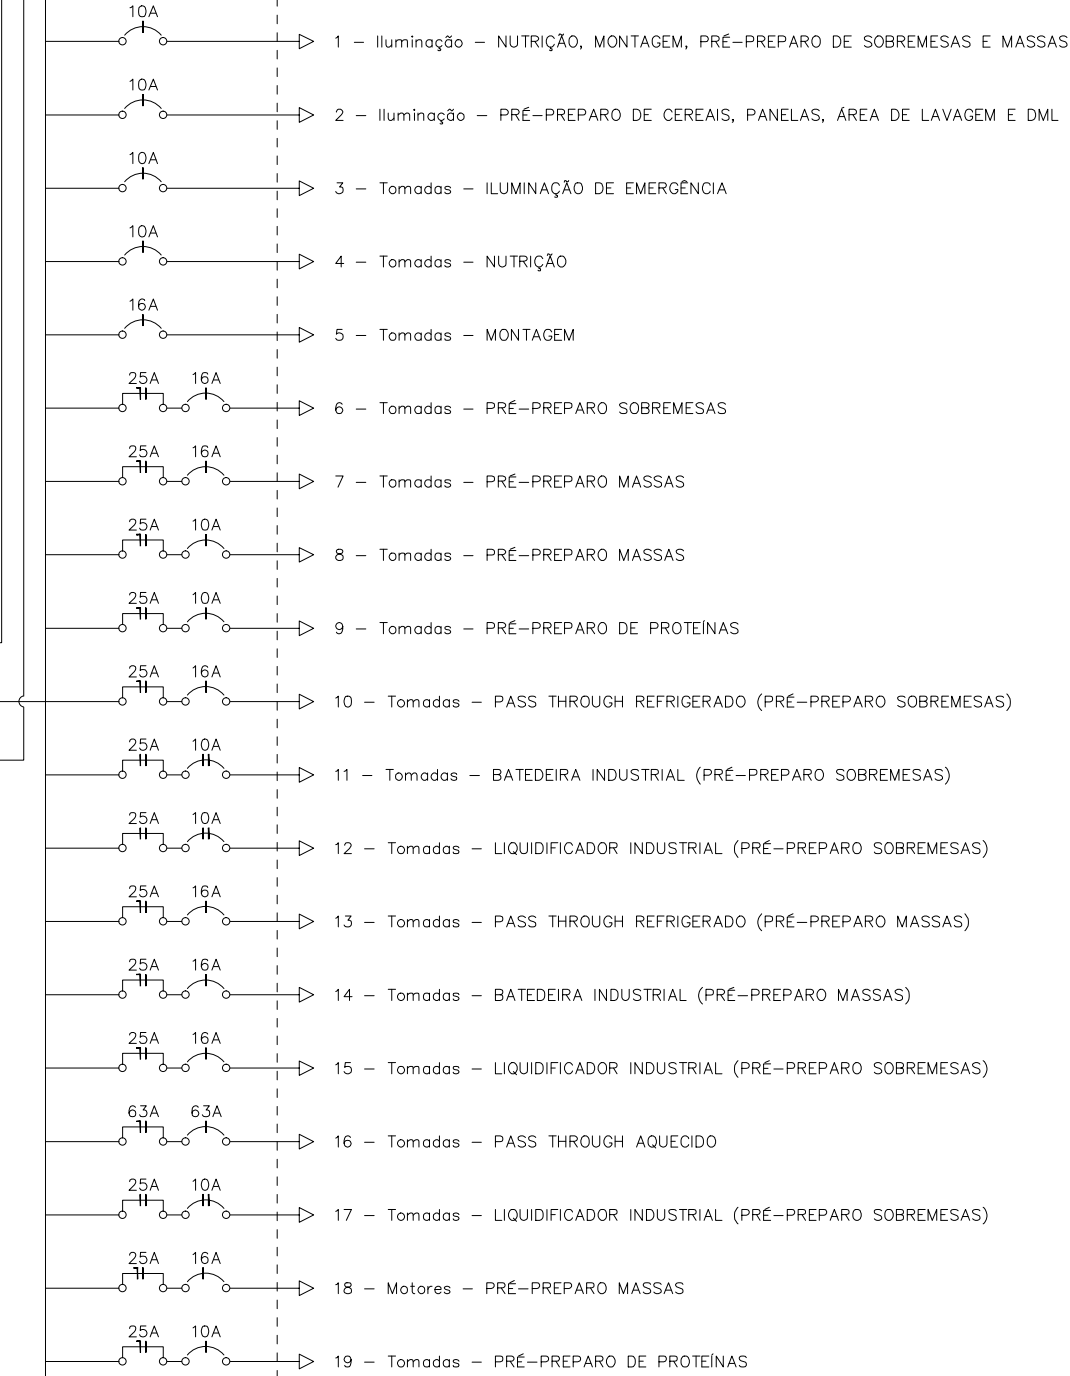 10A
1 - Iluminação - NUTRIÇÃO, MONTAGEM, PRÉ-PREPARO DE SOBREMESAS E MASSAS
10A
2 - Iluminação - PRÉ-PREPARO DE CEREAIS, PANELAS, ÁREA DE LAVAGEM E DML
10A
3 - Tomadas - ILUMINAÇÃO DE EMERGÊNCIA
10A
4 - Tomadas - NUTRIÇÃO
16A
5 - Tomadas - MONTAGEM
25A 16A
6 - Tomadas - PRÉ-PREPARO SOBREMESAS
25A 16A
7 - Tomadas - PRÉ-PREPARO MASSAS
25A 10A
8 - Tomadas - PRÉ-PREPARO MASSAS
25A 10A
9 - Tomadas - PRÉ-PREPARO DE PROTEÍNAS
25A 16A
10 - Tomadas - PASS THROUGH REFRIGERADO (PRÉ-PREPARO SOBREMESAS)
25A 10A
11 - Tomadas - BATEDEIRA INDUSTRIAL (PRÉ-PREPARO SOBREMESAS)
25A 10A
12 - Tomadas - LIQUIDIFICADOR INDUSTRIAL (PRÉ-PREPARO SOBREMESAS)
25A 16A
13 - Tomadas - PASS THROUGH REFRIGERADO (PRÉ-PREPARO MASSAS)
25A 16A
14 - Tomadas - BATEDEIRA INDUSTRIAL (PRÉ-PREPARO MASSAS)
25A 16A
15 - Tomadas - LIQUIDIFICADOR INDUSTRIAL (PRÉ-PREPARO SOBREMESAS)
63A 63A
16 - Tomadas - PASS THROUGH AQUECIDO
25A 10A
17 - Tomadas - LIQUIDIFICADOR INDUSTRIAL (PRÉ-PREPARO SOBREMESAS)
25A 16A
18 - Motores - PRÉ-PREPARO MASSAS
25A 10A
19 - Tomadas - PRÉ-PREPARO DE PROTEÍNAS